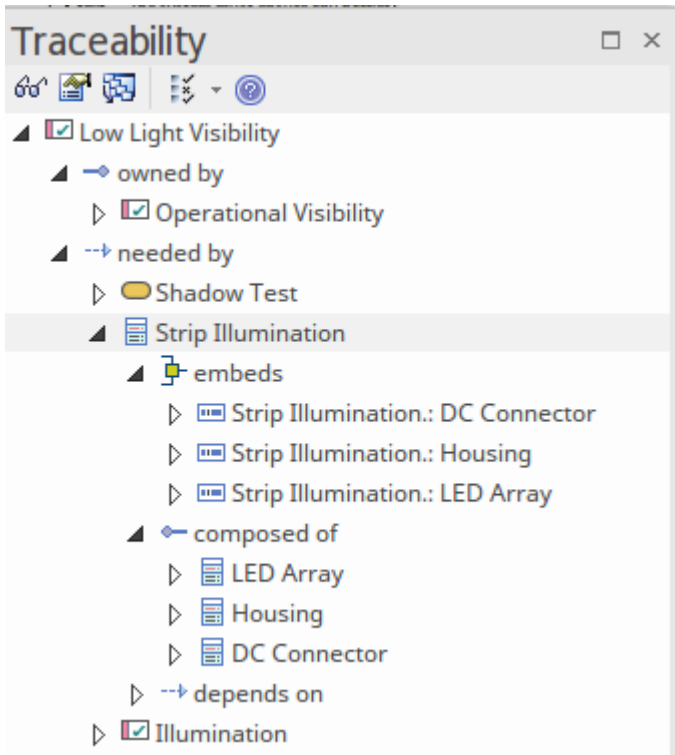 Traceability
Low Light Visibility
owned by
Operational Visibility
needed by
Shadow Test
Strip Illumination
embeds
Strip Illumination.: DC Connector
Strip Illumination.: Housing
Strip Illumination.: LED Array
composed of
LED Array
Housing
DC Connector
depends on
Illumination